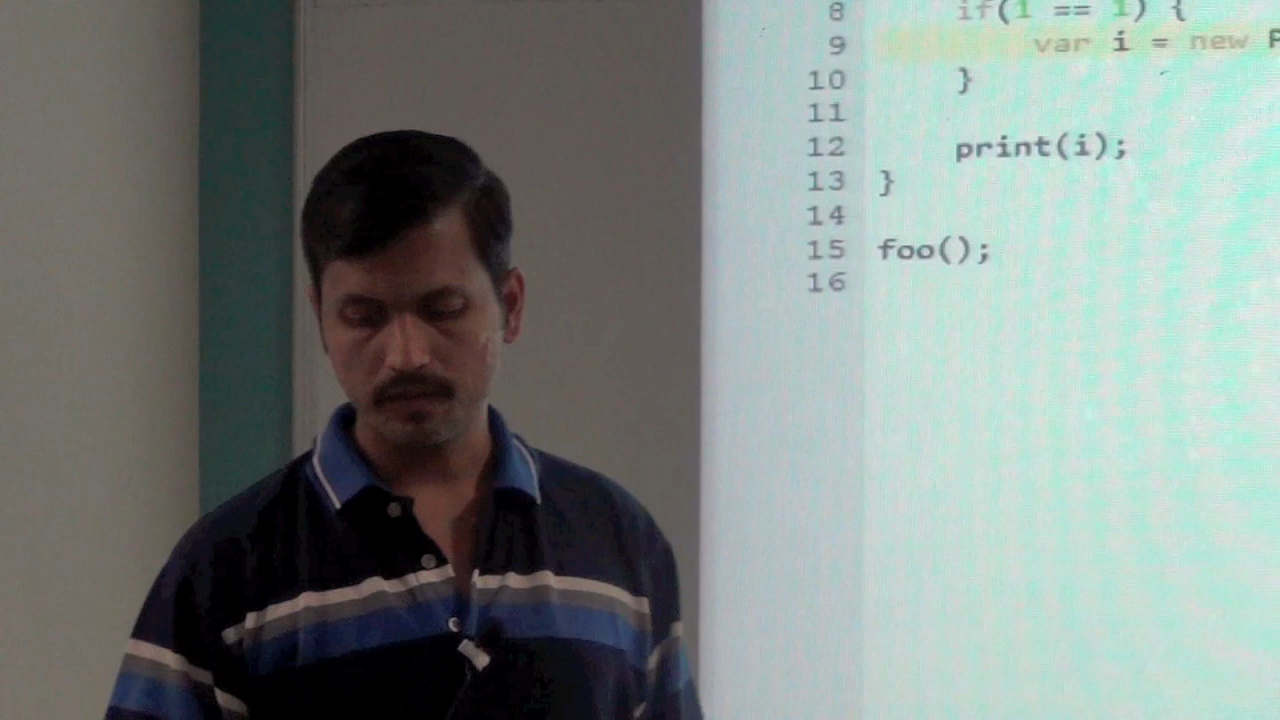 8 if(1 == 1) {
9 var i = new
10 }
11
12 print(i);
13 }
14
15 foo();
16